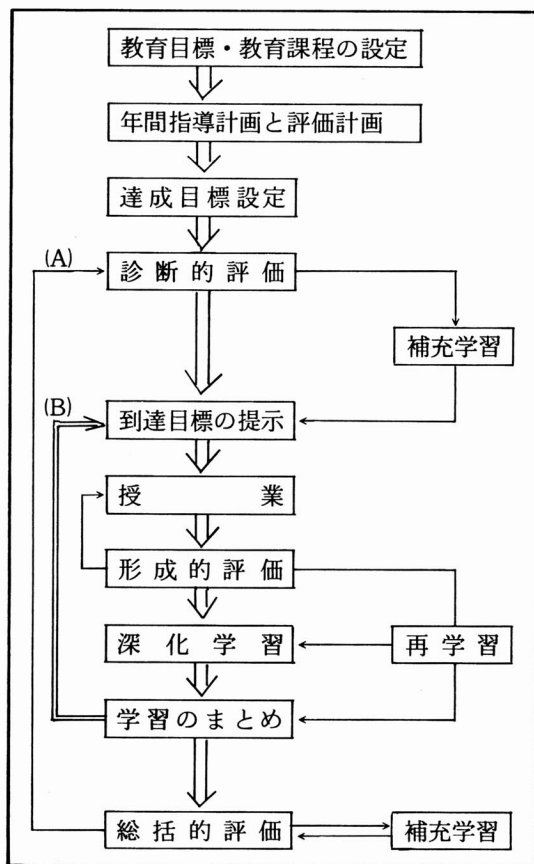 教育目標・教育課程の設定
年間指導計画と評価計画
達成目標設定
(A)
診断的評価
補充学習
(B)
到達目標の提示
授業
形成的評価
深化学習
再学習
学習のまとめ
総括的評価
補充学習